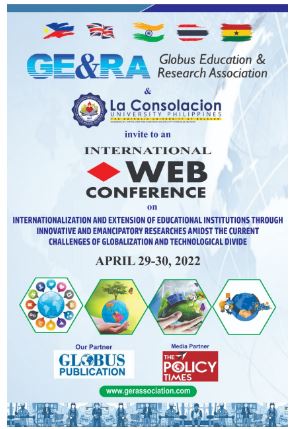 GE&RA
Globus Education &
Research Association
&
La Consolacion
UNIVERSITY PHILIPPINES
invite to an
INTERNATIONAL
WEB
CONFERENCE
on
INTERNATIONALIZATION AND EXTENSION OF EDUCATIONAL INSTITUTIONS THROUGH
INNOVATIVE AND EMANCIPATORY RESEARCHES AMIDST THE CURRENT
CHALLENGES OF GLOBALIZATION AND TECHNOLOGICAL DIVIDE
APRIL 29-30, 2022
Our Partner
GLOBUS
PUBLICATION
Media Partner
THE
POLICY
TIMES
www.gerassociation.com